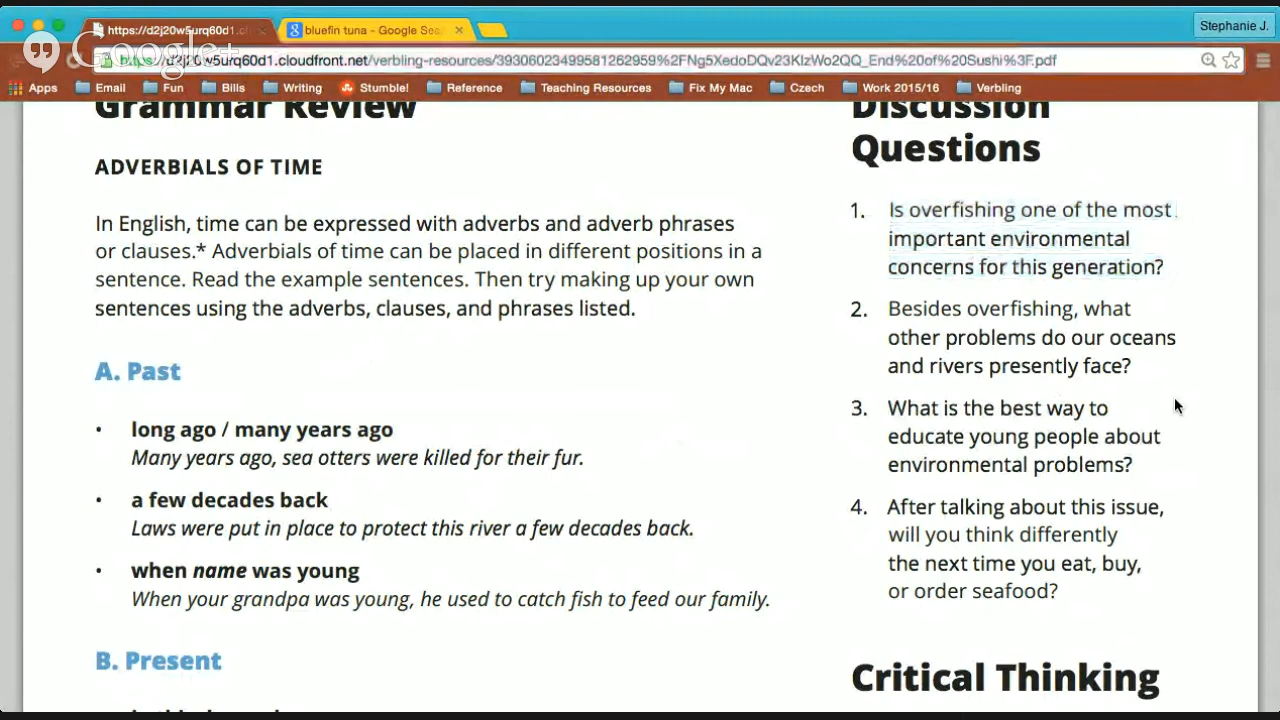 https://d2j20w5urq60d1.cl
bluefin tuna - Google Sea
Stephanie J.
Google+
https://d2j20w5urq60d1.cloudfront.net/verbling-resources/39306023499581262959%2FNg5XedoDQv23KIzWo2QQ_End%20of%20Sushi%3F.pdf
Apps Email Fun Bills Writing Stumble! Reference Teaching Resources Fix My Mac Czech Work 2015/16 Verbling
Grammar Review
ADVERBIALS OF TIME
In English, time can be expressed with adverbs and adverb phrases
or clauses.* Adverbials of time can be placed in different positions in a
sentence. Read the example sentences. Then try making up your own
sentences using the adverbs, clauses, and phrases listed.
A. Past
• long ago / many years ago
Many years ago, sea otters were killed for their fur.
• a few decades back
Laws were put in place to protect this river a few decades back.
• when name was young
When your grandpa was young, he used to catch fish to feed our family.
B. Present
Discussion
Questions
1. Is overfishing one of the most
important environmental
concerns for this generation?
2. Besides overfishing, what
other problems do our oceans
and rivers presently face?
3. What is the best way to
educate young people about
environmental problems?
4. After talking about this issue,
will you think differently
the next time you eat, buy,
or order seafood?
Critical Thinking